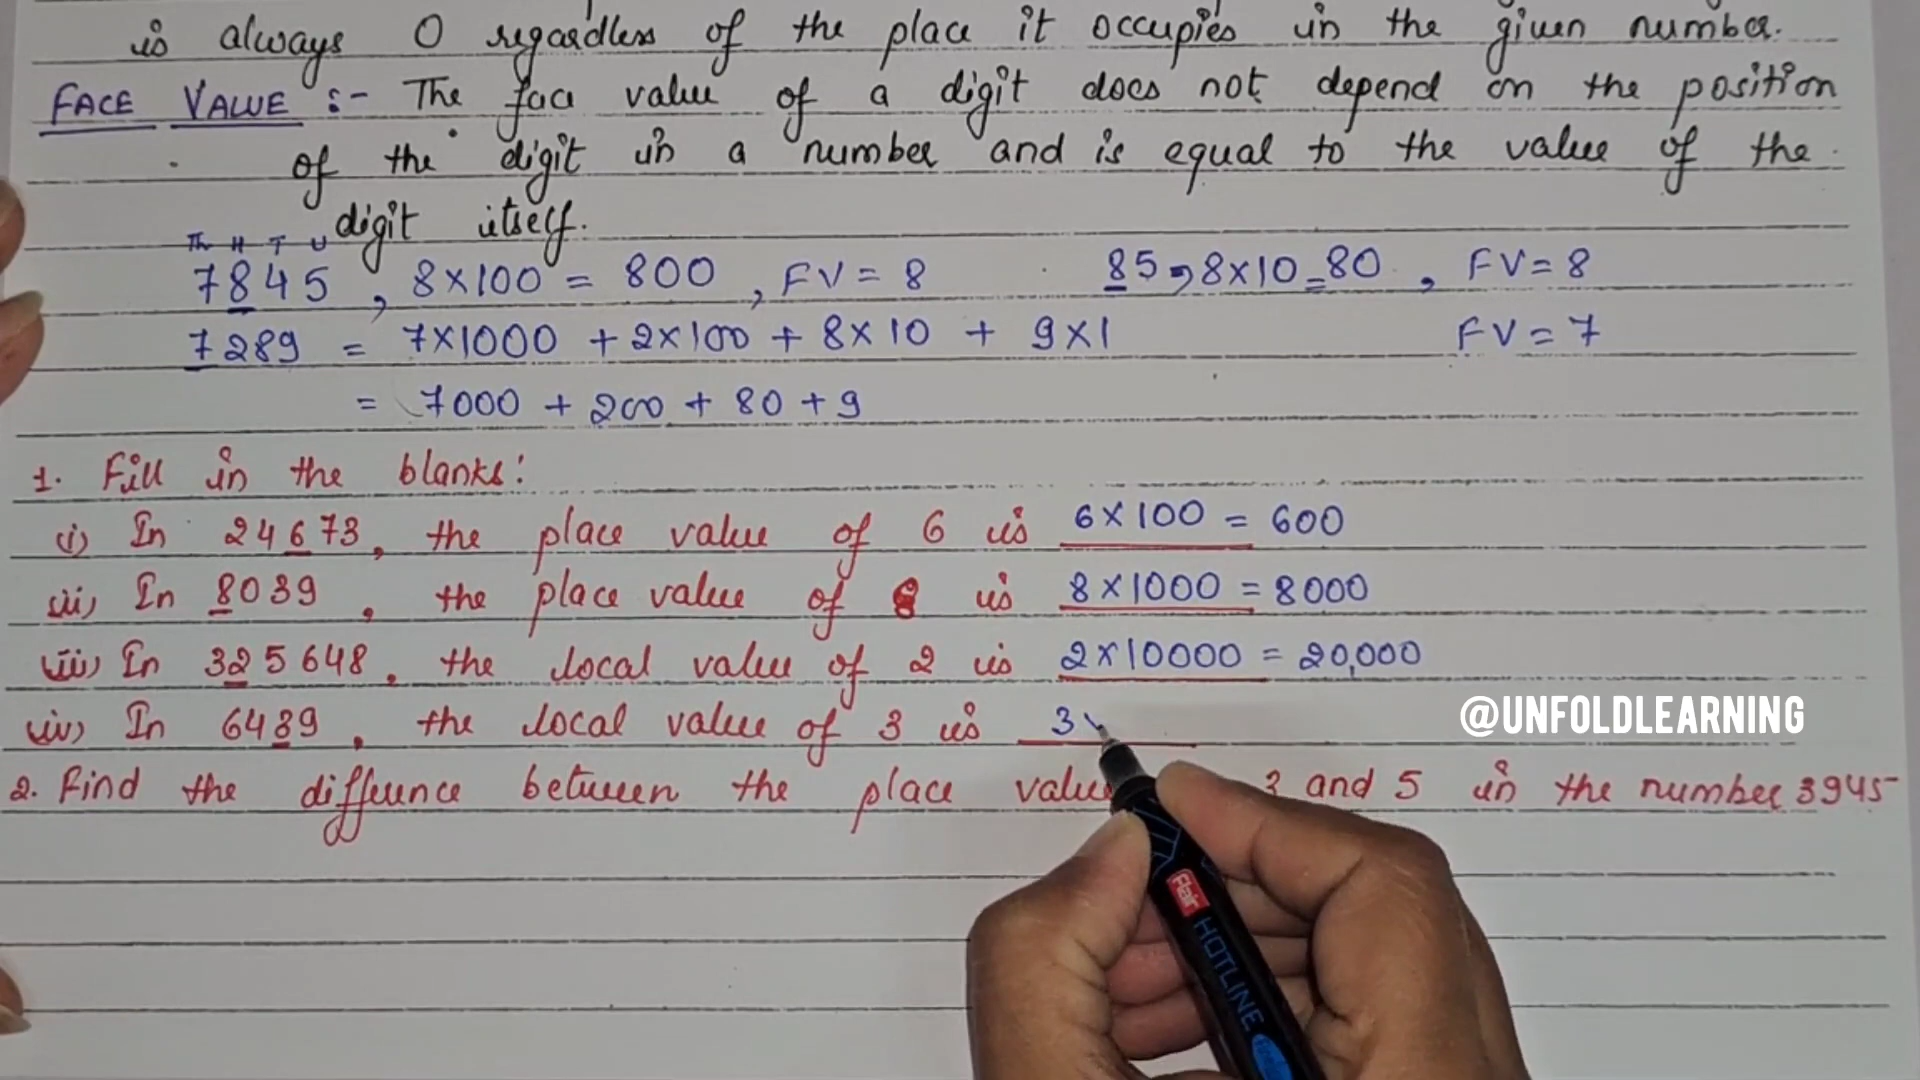 is always 0 regardless of the place it occupies in the given number.
FACE VALUE :- The face value of a digit does not depend on the position
of the digit in a number and is equal to the value of the
digit itself.
Th H T U
7845, 8×100 = 800, FV = 8 85, 8×10 = 80, FV = 8
7289 = 7×1000 + 2×100 + 8×10 + 9×1 FV = 7
= 7000 + 200 + 80 + 9
1. Fill in the blanks:
(i) In 24673, the place value of 6 is 6×100 = 600
(ii) In 8039, the place value of 8 is 8×1000 = 8000
(iii) In 325648, the local value of 2 is 2×10000 = 20,000
(iv) In 6439, the local value of 3 is 3
@UNFOLDLEARNING
2. Find the difference between the place value 3 and 5 in the number 3945
Flair HOTLINE